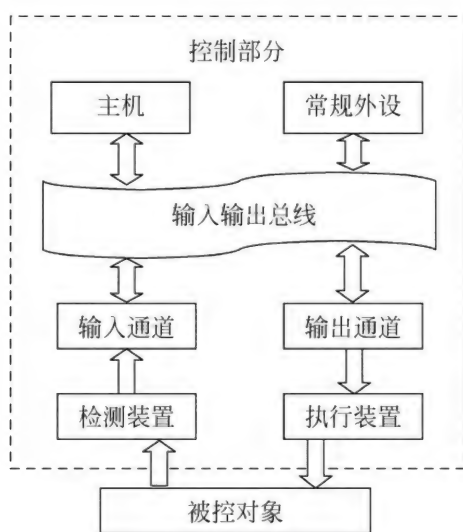 控制部分
主机
常规外设
输入输出总线
输入通道
输出通道
检测装置
执行装置
被控对象